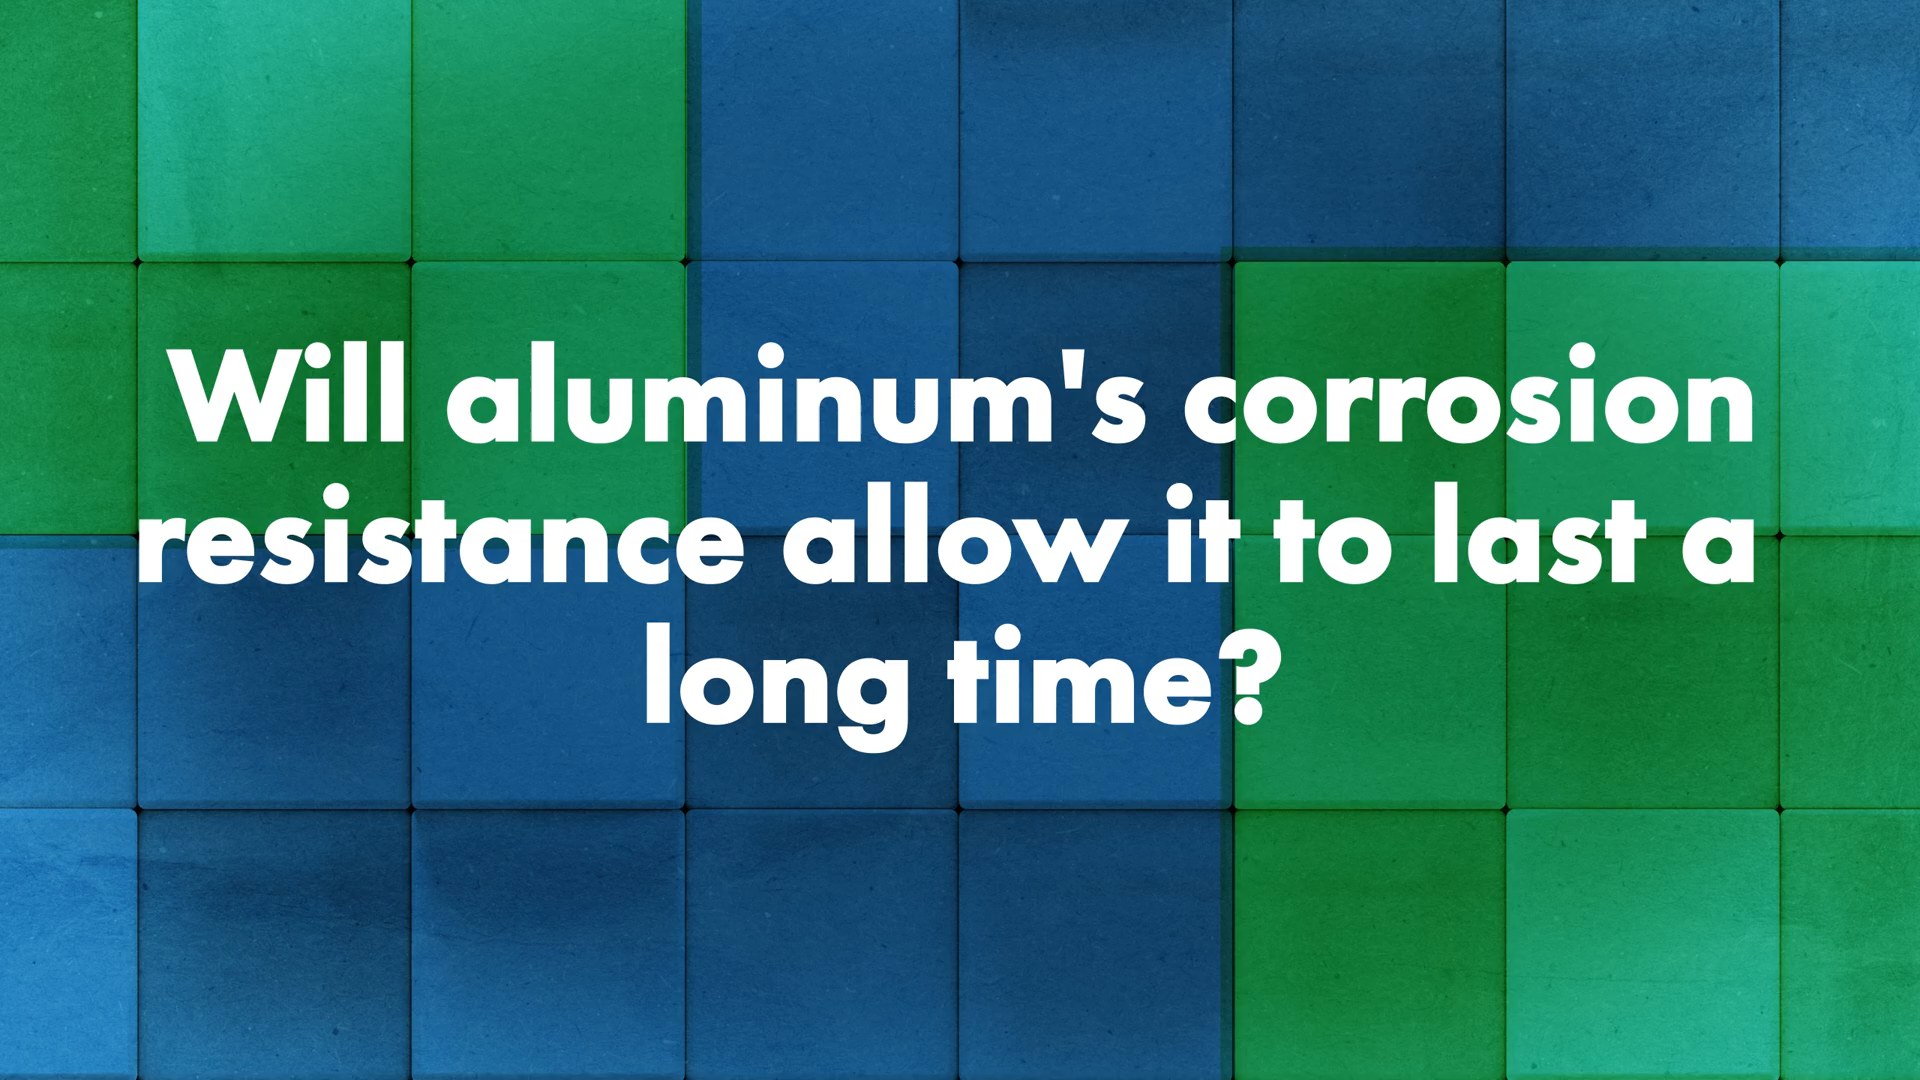 Will aluminum's corrosion
resistance allow it to last a
long time?